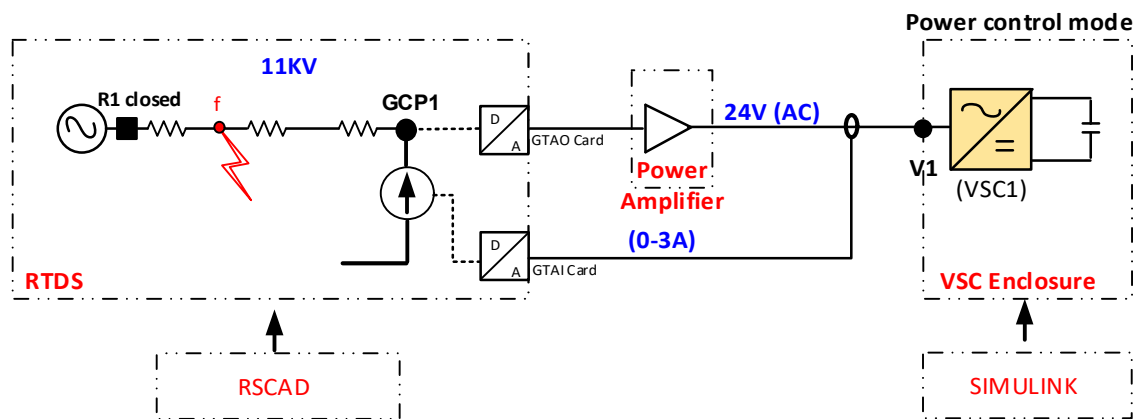 Power control mode
11KV
R1 closed
f
GCP1
D
A
GTAO Card
24V (AC)
V1
(VSC1)
Power
Amplifier
(0-3A)
D
A
GTAI Card
RTDS
VSC Enclosure
RSCAD
SIMULINK